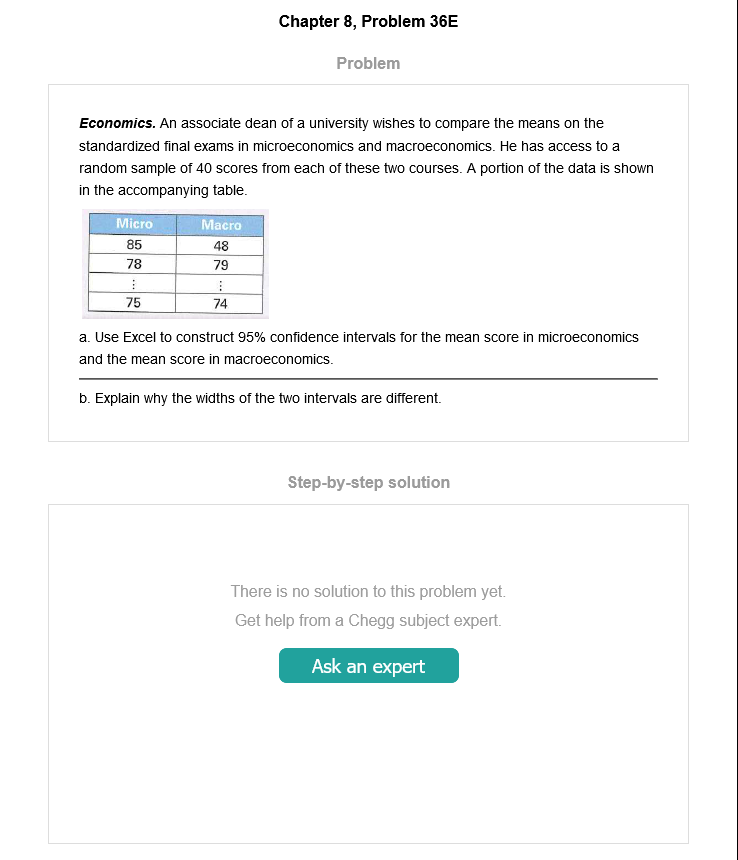 Chapter 8, Problem 36E
Problem
Economics. An associate dean of a university wishes to compare the means on the
standardized final exams in microeconomics and macroeconomics. He has access to a
random sample of 40 scores from each of these two courses. A portion of the data is shown
in the accompanying table.
Micro Macro
85 48
78 79
⋮ ⋮
75 74
a. Use Excel to construct 95% confidence intervals for the mean score in microeconomics
and the mean score in macroeconomics.
b. Explain why the widths of the two intervals are different.
Step-by-step solution
There is no solution to this problem yet.
Get help from a Chegg subject expert.
Ask an expert